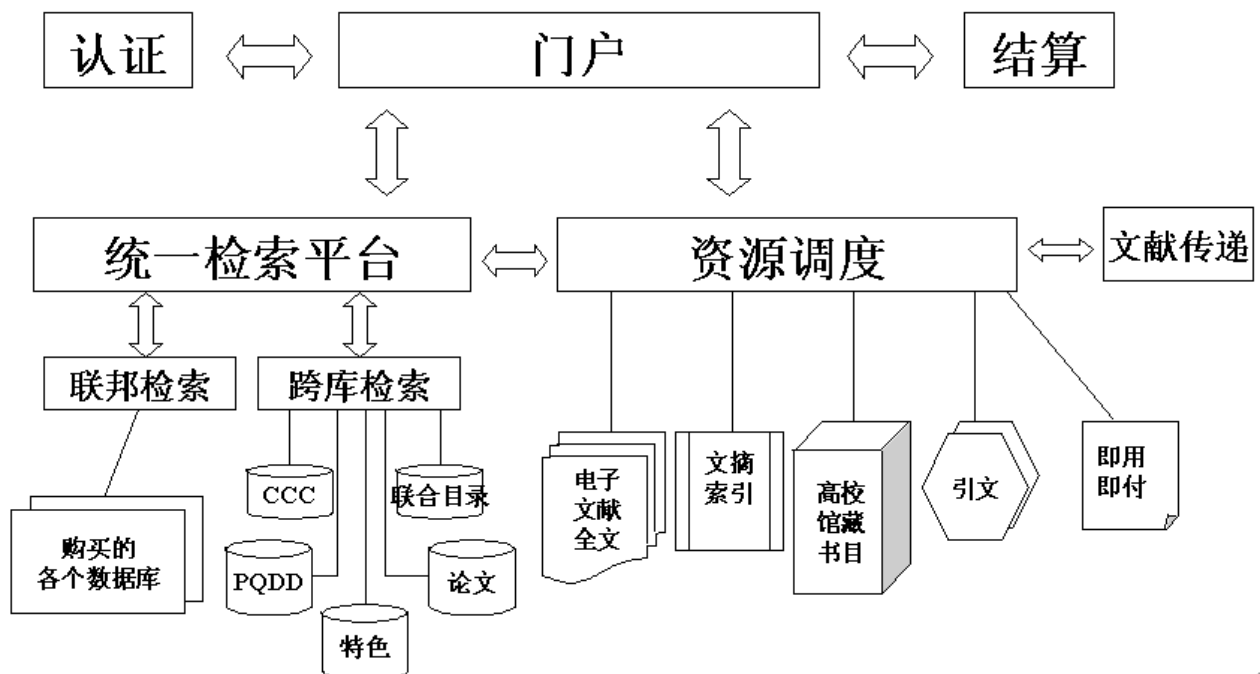 认证
门户
结算
统一检索平台
资源调度
文献传递
联邦检索
跨库检索
CCC
联合目录
电子
文献
全文
文摘
索引
高校
馆藏
书目
引文
即用
即付
购买的
各个数据库
PQDD
论文
特色